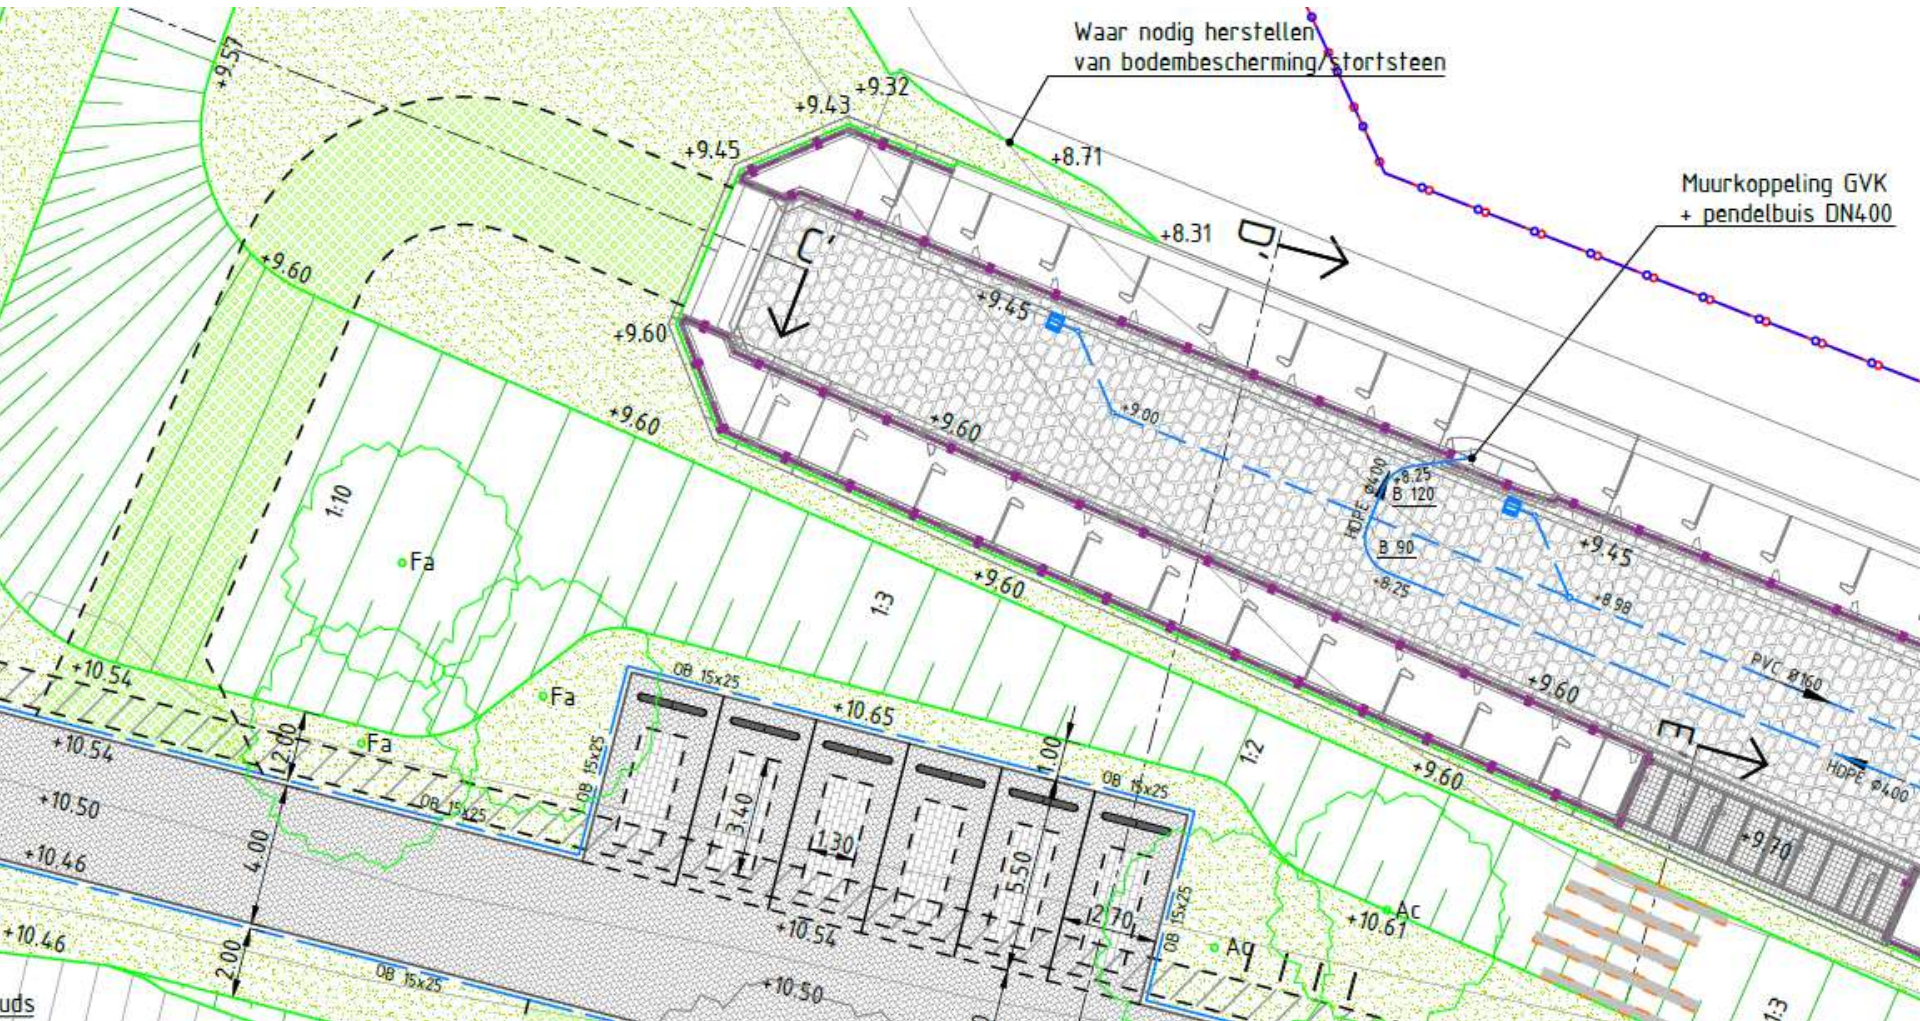 Waar nodig herstellen
van bodembescherming/stortsteen
+9.57
+9.32
+9.43
+9.45
+8.71
Muurkoppeling GVK
+ pendelbuis DN400
+8.31
D'
C'
+9.60
+9.45
+9.60
+9.60
+9.60
+9.00
HDPE Ø400
+8.25
B 120
B 90
+9.45
+8.25
+8.98
1:10
Fa
1:3
+9.60
PVC Ø160
+9.60
E
HDPE Ø400
+10.54
OB 15x25
Fa
+10.65
Fa
2.00
1.00
1:2
+9.60
+10.54
OB 15x25
OB 15x25
OB 15x25
+10.50
3.40
1.30
+9.70
4.00
+10.46
5.50
2.70
OB 15x25
Ac
+10.61
+10.46
2.00
OB 15x25
+10.54
+10.50
1:3
uds